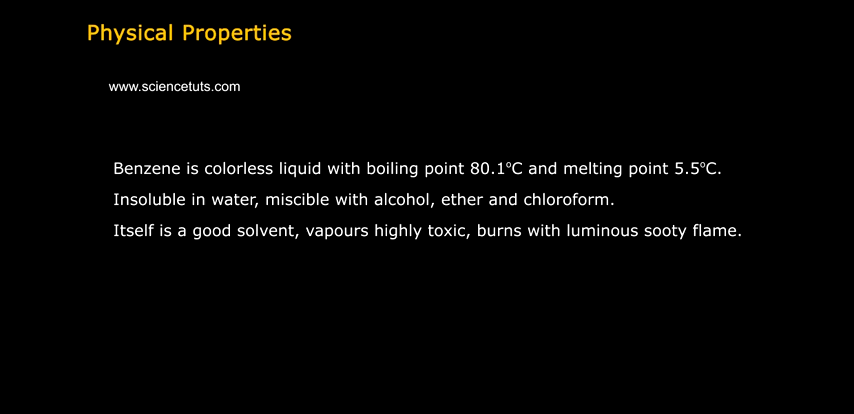 Physical Properties
www.sciencetuts.com
Benzene is colorless liquid with boiling point 80.1ºC and melting point 5.5ºC.
Insoluble in water, miscible with alcohol, ether and chloroform.
Itself is a good solvent, vapours highly toxic, burns with luminous sooty flame.